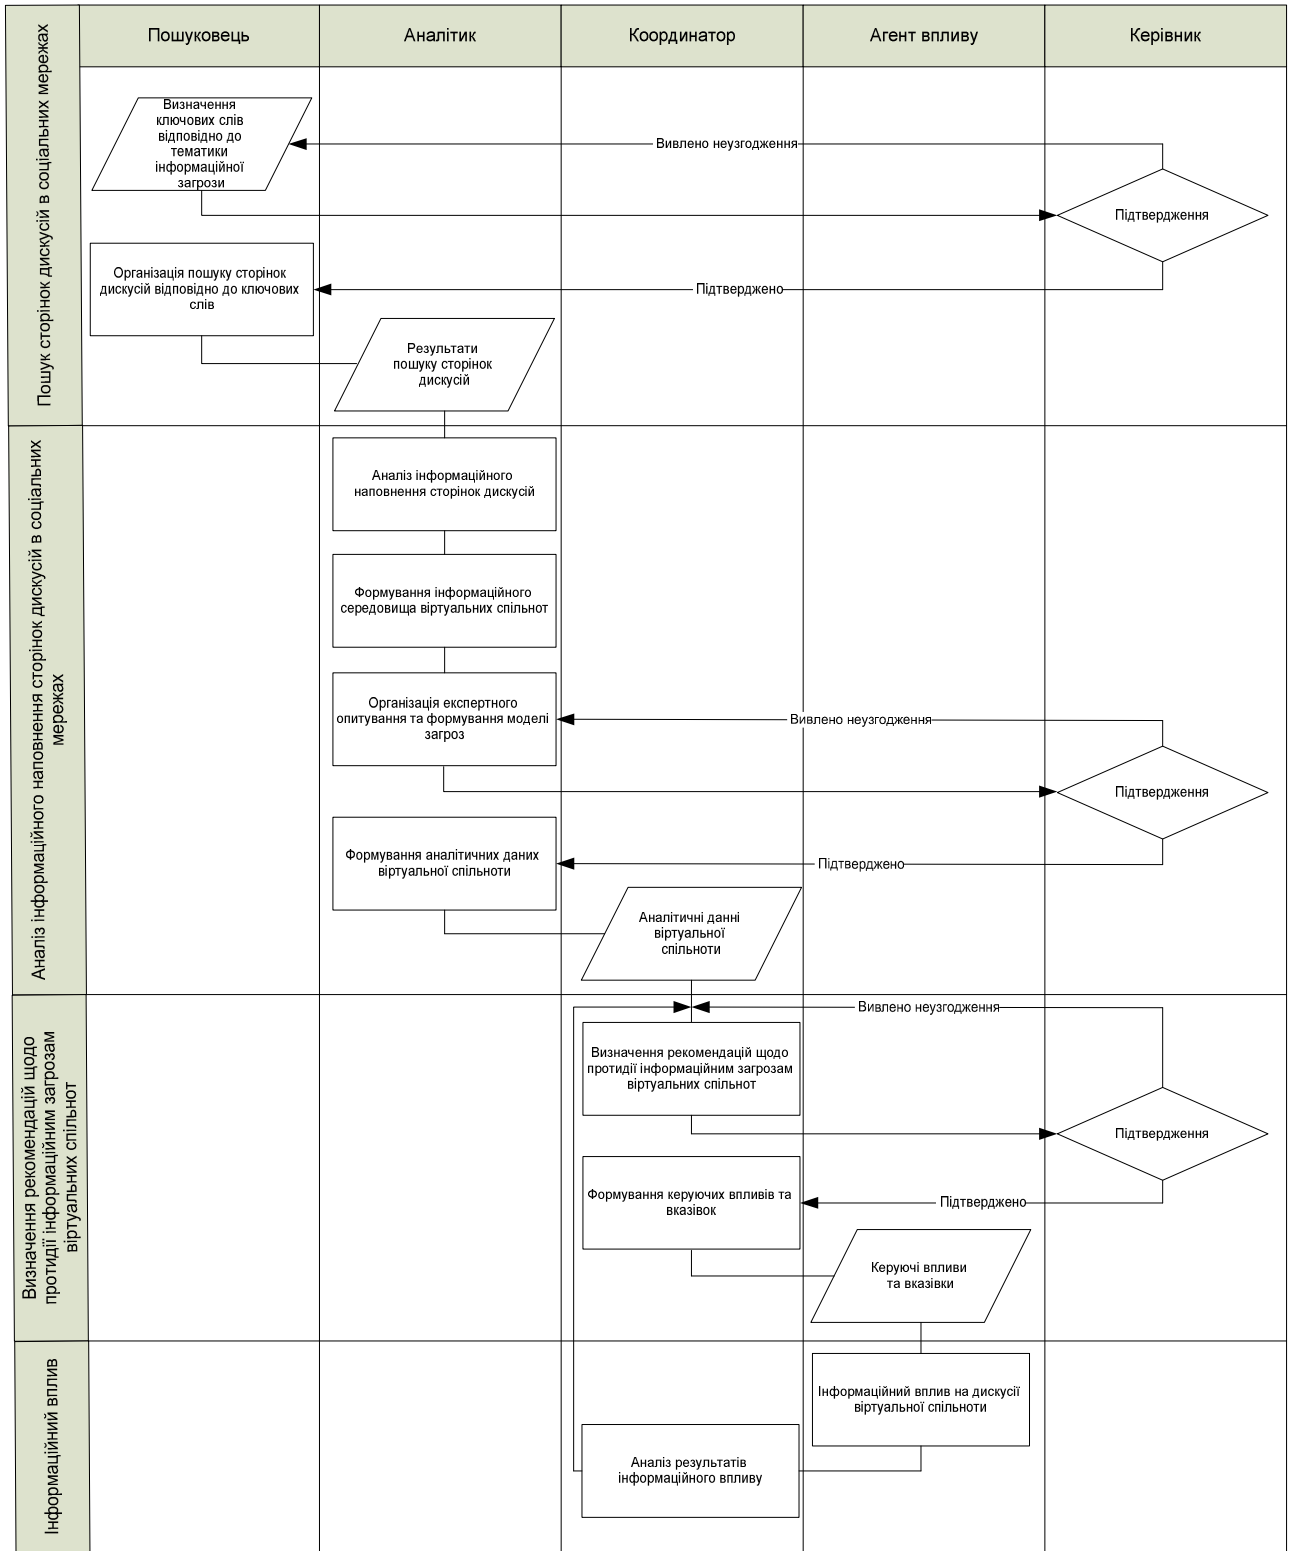 Пошуковець
Аналітик
Координатор
Агент впливу
Керівник
Пошук сторінок дискусій в соціальних мережах
Визначення
ключових слів
відповідно до
тематики
інформаційної
загрози
Вивлено неузгодження
Підтвердження
Організація пошуку сторінок
дискусій відповідно до ключових
слів
Підтверджено
Результати
пошуку сторінок
дискусій
Аналіз інформаційного наповнення сторінок дискусій в соціальних
мережах
Аналіз інформаційного
наповнення сторінок дискусій
Формування інформаційного
середовища віртуальних спільнот
Організація експертного
опитування та формування моделі
загроз
Вивлено неузгодження
Підтвердження
Формування аналітичних даних
віртуальної спільноти
Підтверджено
Аналітичні данні
віртуальної
спільноти
Визначення рекомендацій щодо
протидії інформаційним загрозам
віртуальних спільнот
Вивлено неузгодження
Визначення рекомендацій щодо
протидії інформаційним загрозам
віртуальних спільнот
Підтвердження
Формування керуючих впливів та
вказівок
Підтверджено
Керуючі впливи
та вказівки
Інформаційний вплив
Інформаційний вплив на дискусії
віртуальної спільноти
Аналіз результатів
інформаційного впливу